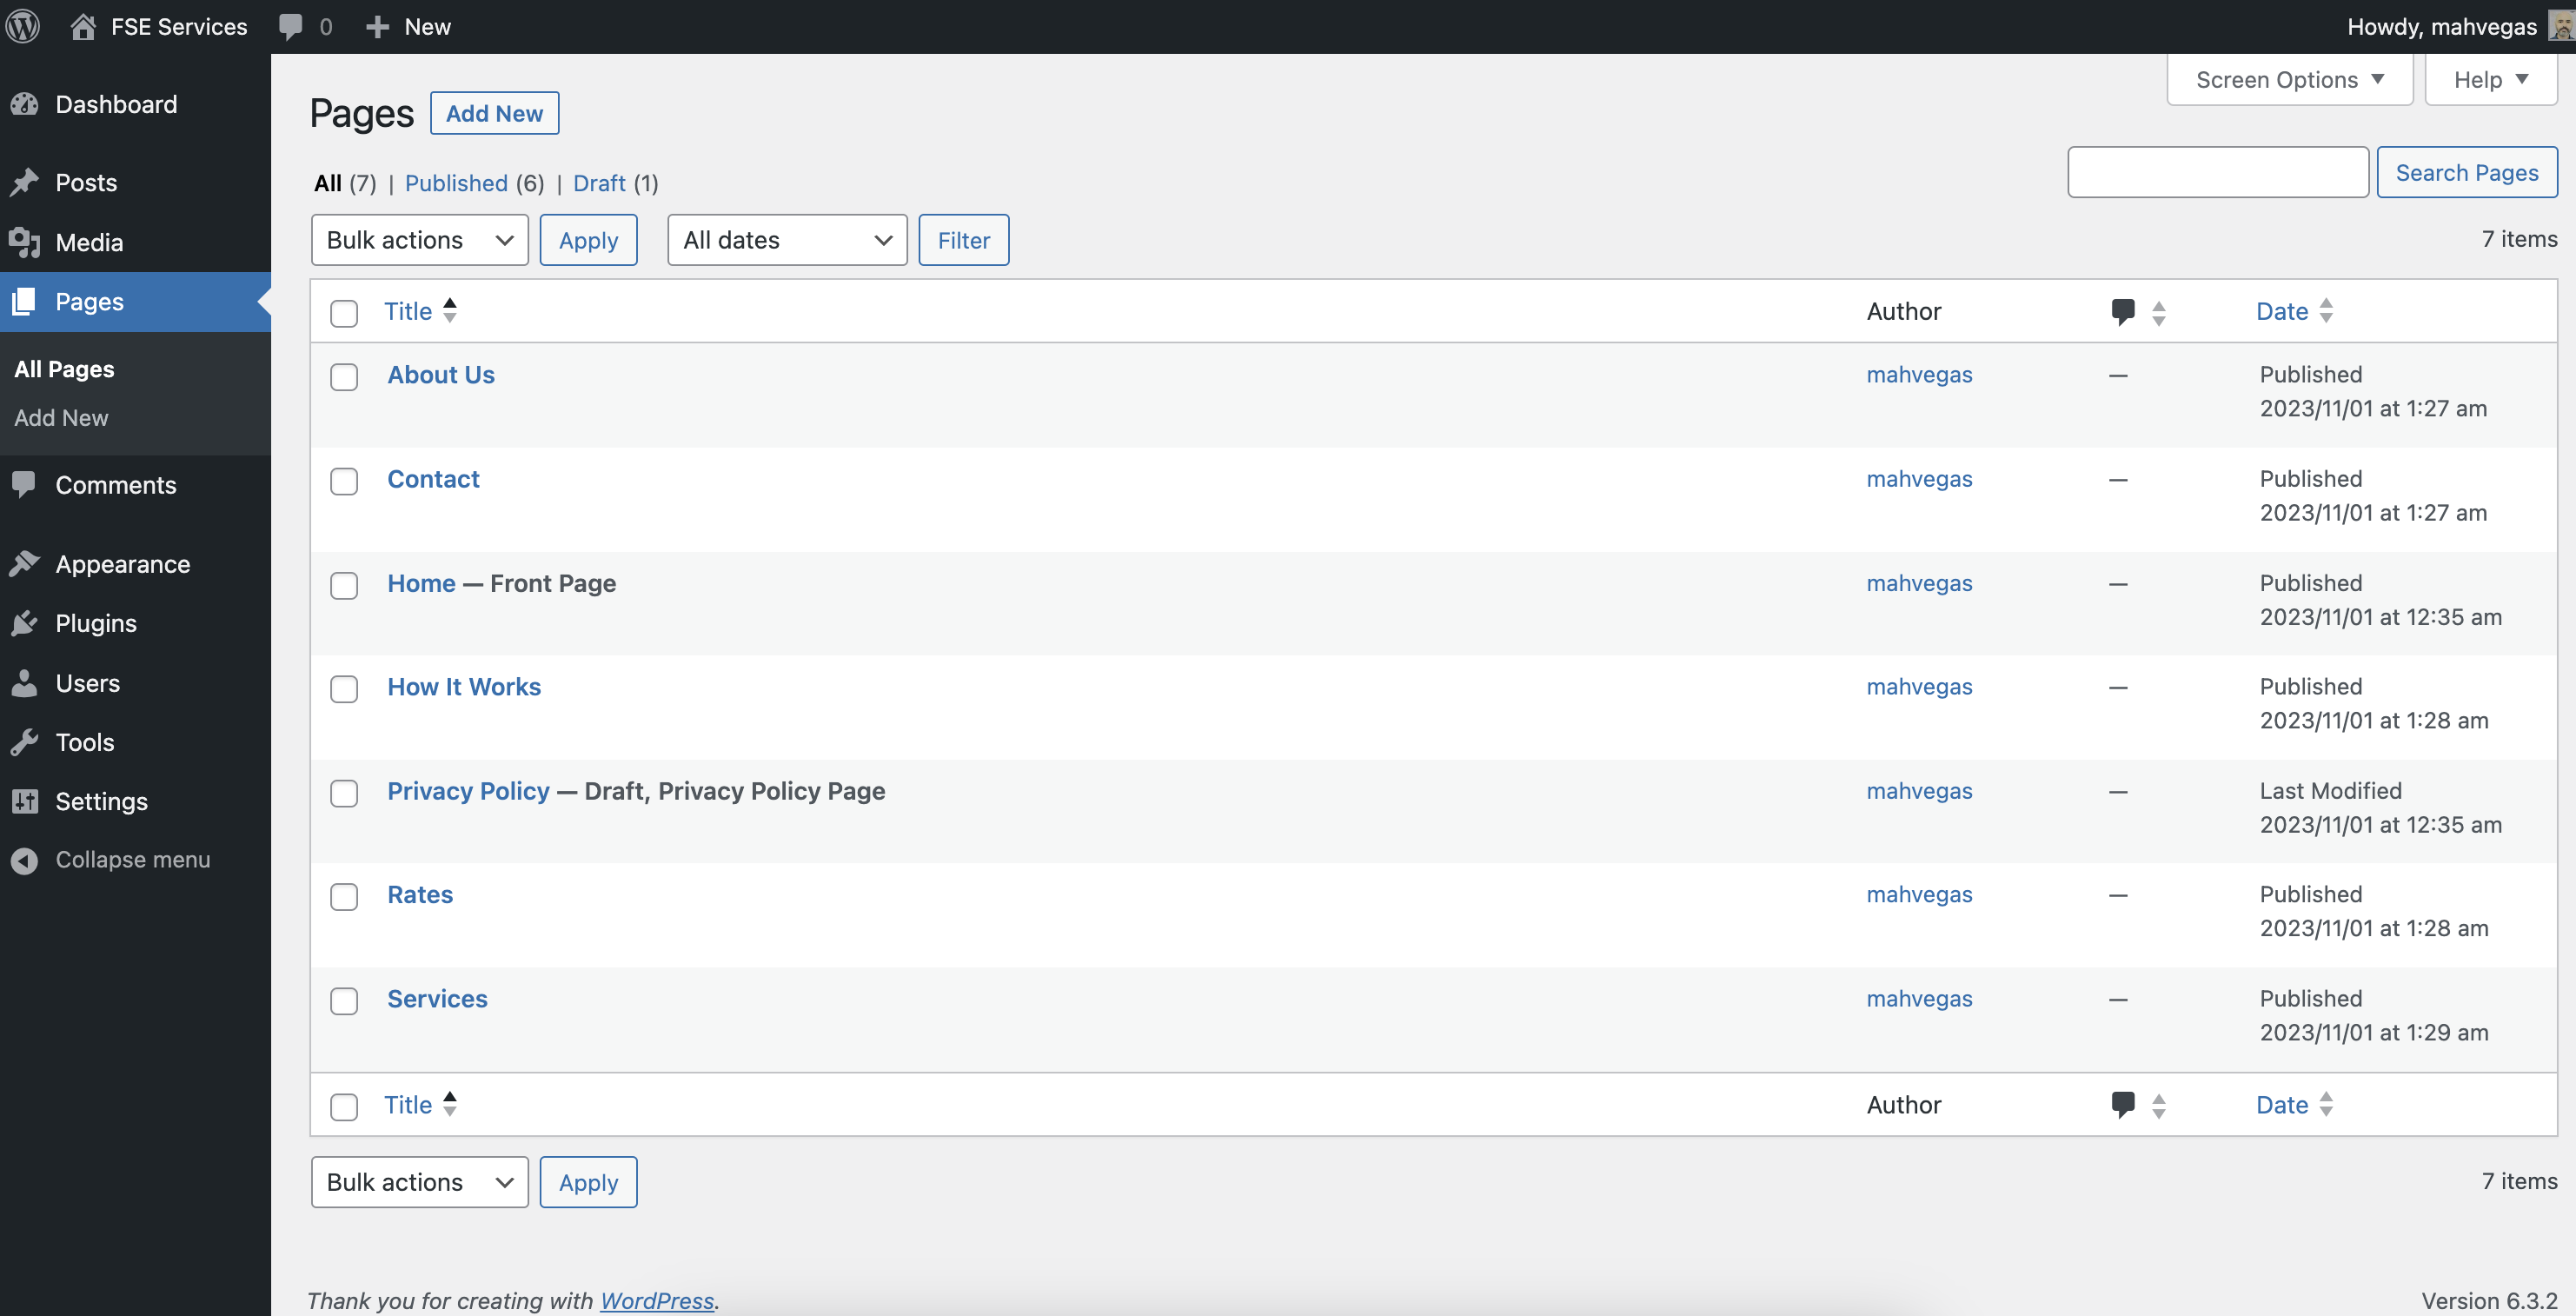 FSE Services 0 New Howdy, mahvegas
Dashboard
Posts
Media
Pages
All Pages
Add New
Comments
Appearance
Plugins
Users
Tools
Settings
Collapse menu
Screen Options Help
Pages Add New
All (7) | Published (6) | Draft (1)
Search Pages
Bulk actions Apply All dates Filter 7 items
Title Author Date
About Us mahvegas — Published
2023/11/01 at 1:27 am
Contact mahvegas — Published
2023/11/01 at 1:27 am
Home — Front Page mahvegas — Published
2023/11/01 at 12:35 am
How It Works mahvegas — Published
2023/11/01 at 1:28 am
Privacy Policy — Draft, Privacy Policy Page mahvegas — Last Modified
2023/11/01 at 12:35 am
Rates mahvegas — Published
2023/11/01 at 1:28 am
Services mahvegas — Published
2023/11/01 at 1:29 am
Title Author Date
Bulk actions Apply 7 items
Thank you for creating with WordPress. Version 6.3.2